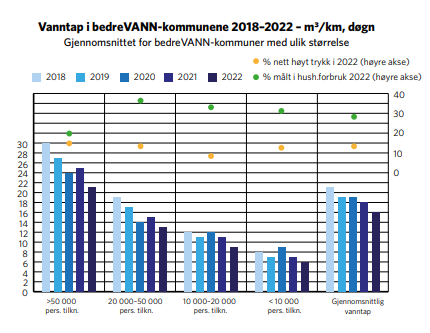 Vanntap i bedreVANN-kommunene 2018–2022 – m³/km, døgn
Gjennomsnittet for bedreVANN-kommuner med ulik størrelse
% nett høyt trykk i 2022 (høyre akse)
2018 2019 2020 2021 2022 % målt i hush.forbruk 2022 (høyre akse)
40
30
20
10
0
30
28
26
24
22
20
18
16
14
12
10
8
6
4
2
0
>50 000
pers. tilkn.
20 000–50 000
pers. tilkn.
10 000–20 000
pers. tilkn.
<10 000
pers. tilkn.
Gjennomsnittlig
vanntap